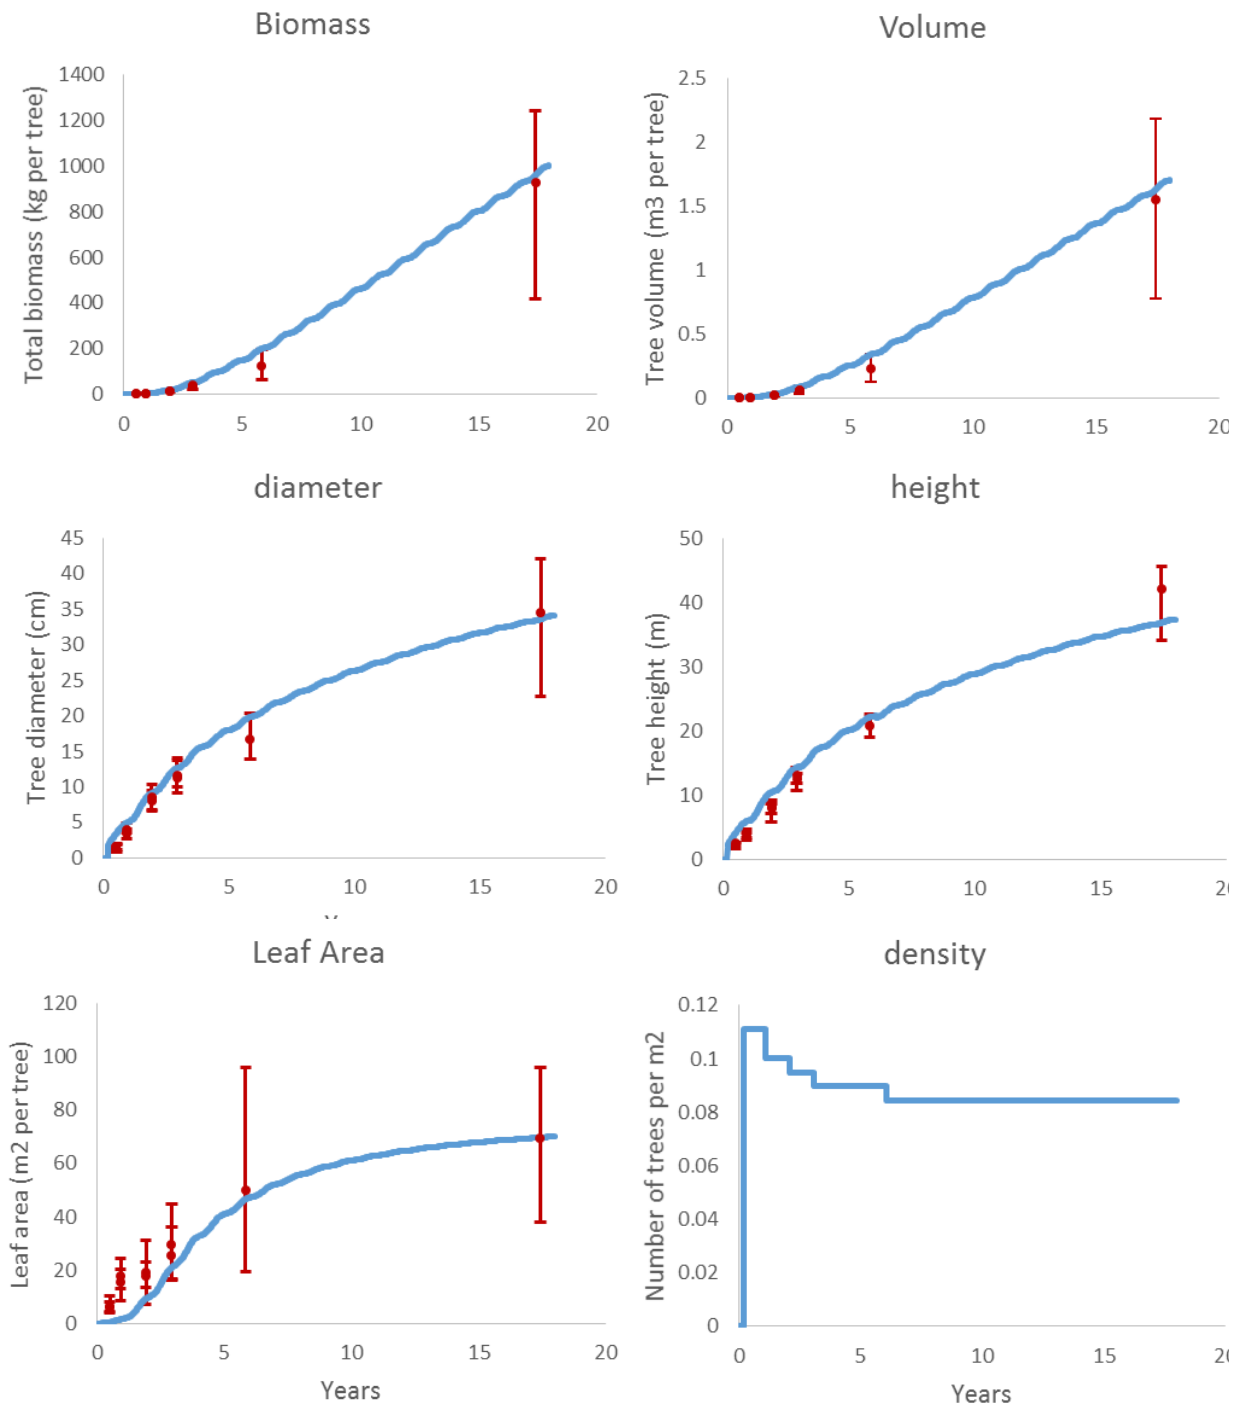 Biomass
Total biomass (kg per tree)
1400
1200
1000
800
600
400
200
0
0 5 10 15 20
Volume
Tree volume (m3 per tree)
2.5
2
1.5
1
0.5
0
0 5 10 15 20
diameter
Tree diameter (cm)
45
40
35
30
25
20
15
10
5
0
0 5 10 15 20
height
Tree height (m)
50
40
30
20
10
0
0 5 10 15
Leaf Area
Leaf area (m2 per tree)
120
100
80
60
40
20
0
0 5 10 15 20
Years
density
Number of trees per m2
0.12
0.1
0.08
0.06
0.04
0.02
0
0 5 10 15
Years